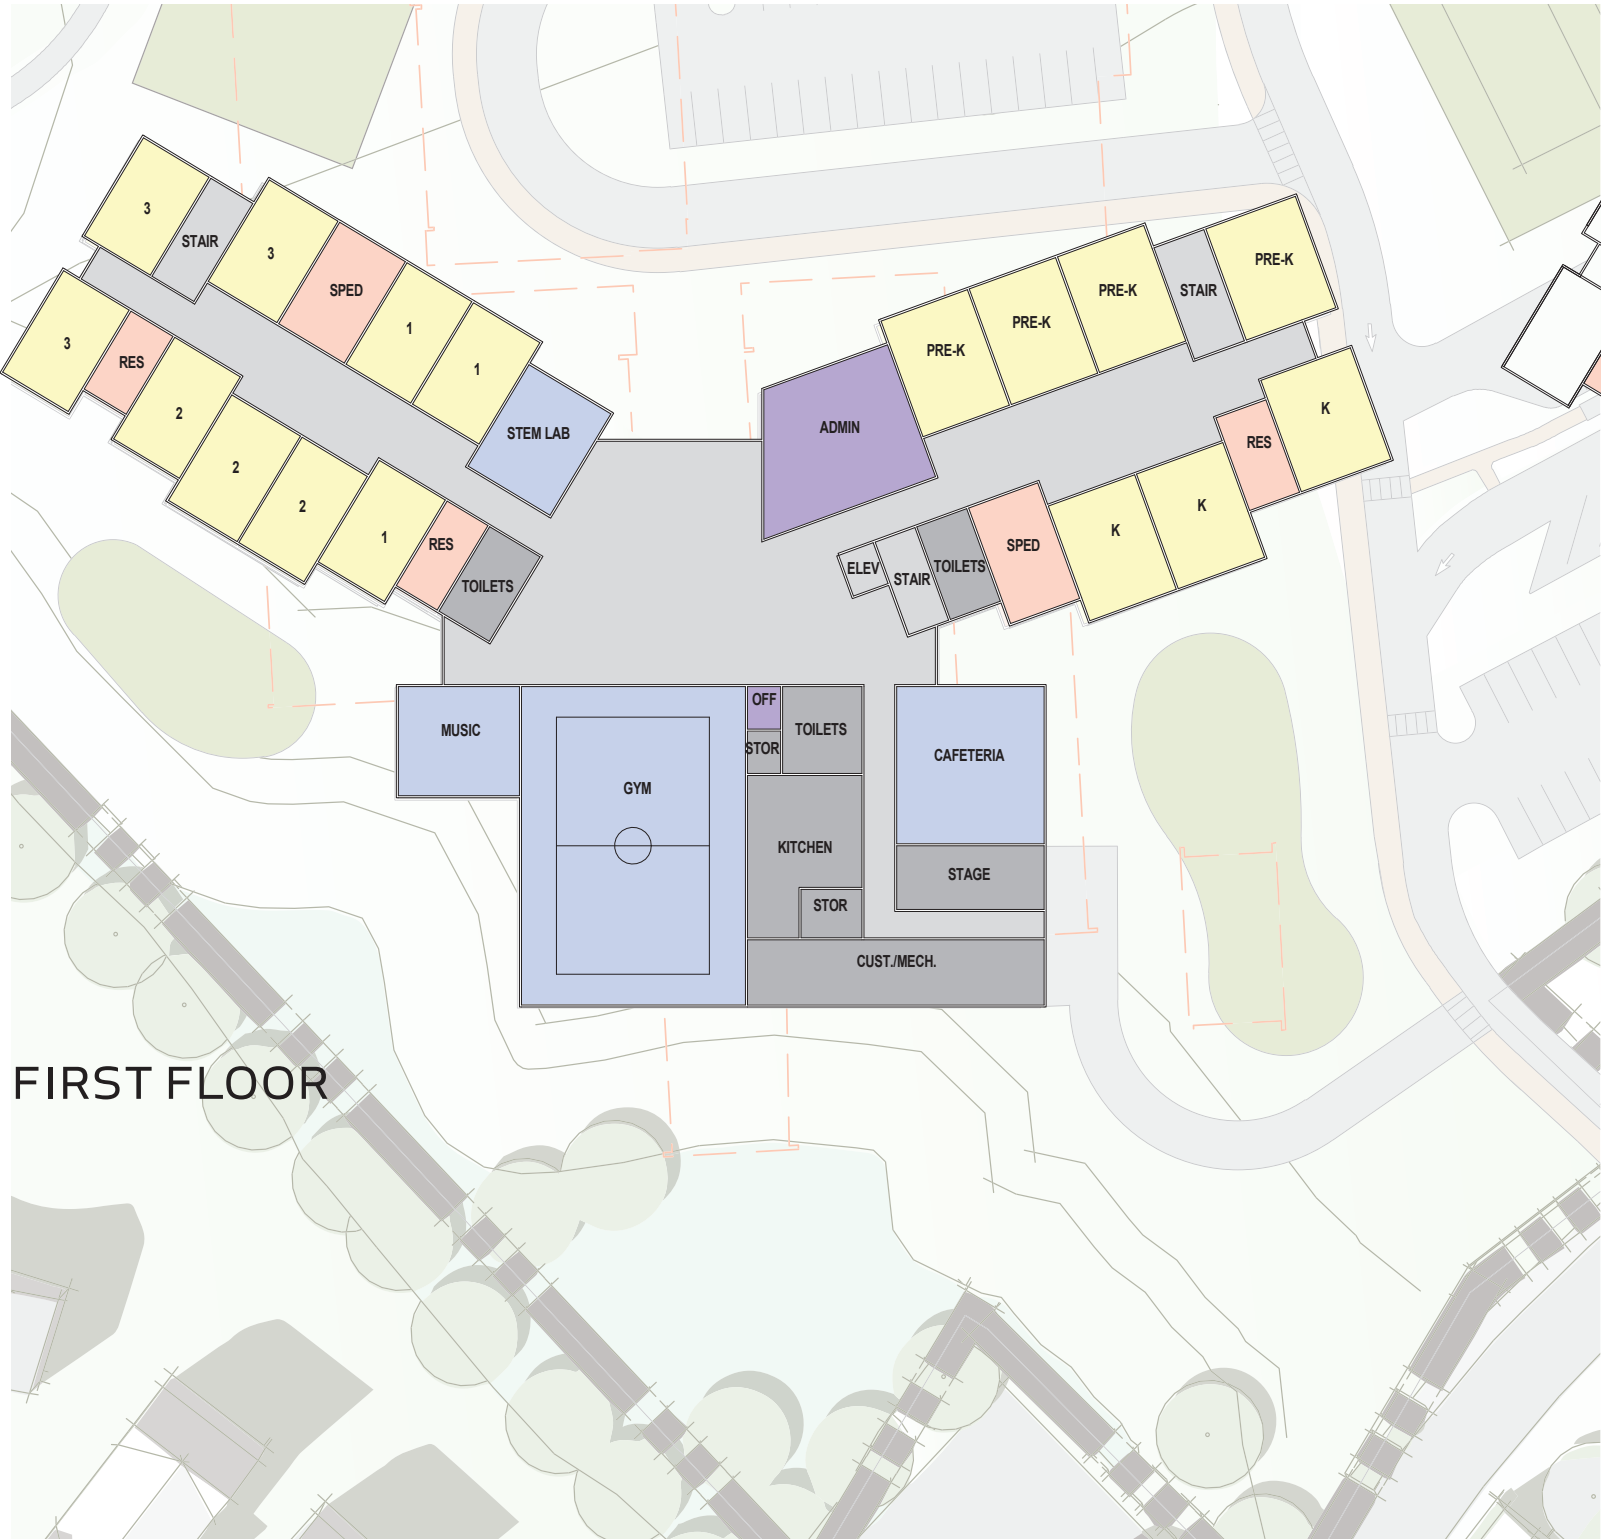 3
STAIR
3
SPED
1
1
STEM LAB
3
RES
2
2
2
1
RES
TOILETS
PRE-K
PRE-K
PRE-K
STAIR
PRE-K
ADMIN
K
RES
K
K
SPED
TOILETS
STAIR
ELEV
MUSIC
GYM
OFF
STOR
TOILETS
KITCHEN
STOR
CAFETERIA
STAGE
CUST./MECH.
FIRST FLOOR